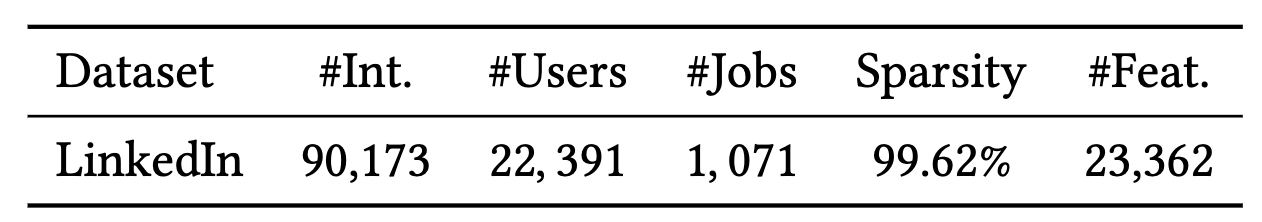 Dataset #Int. #Users #Jobs Sparsity #Feat.
LinkedIn 90,173 22, 391 1, 071 99.62% 23,362